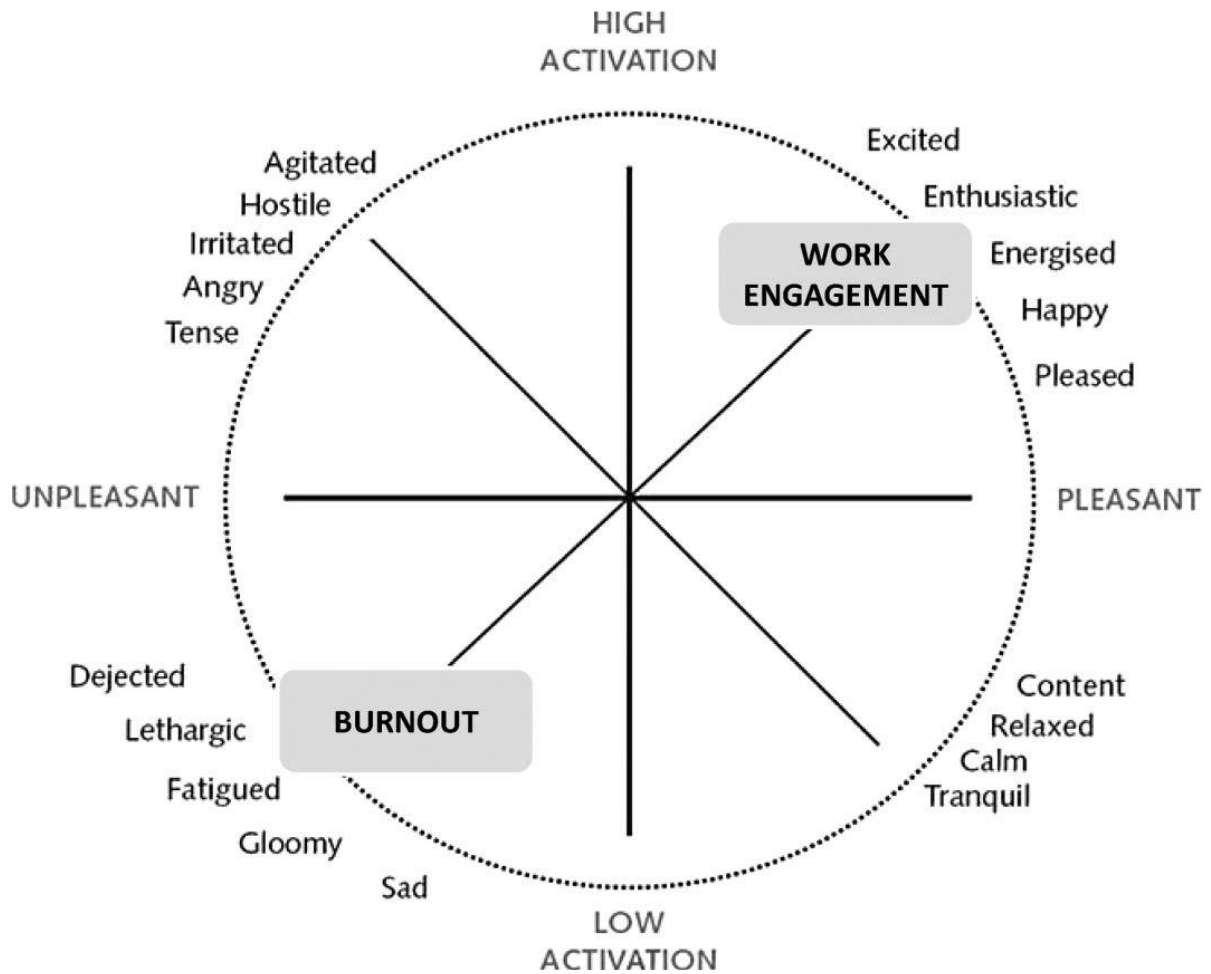 HIGH
ACTIVATION
Excited
Agitated
Enthusiastic
Hostile
Irritated
WORK
ENGAGEMENT
Energised
Angry
Happy
Tense
Pleased
UNPLEASANT
PLEASANT
Dejected
Content
Lethargic
BURNOUT
Relaxed
Calm
Fatigued
Tranquil
Gloomy
Sad
LOW
ACTIVATION